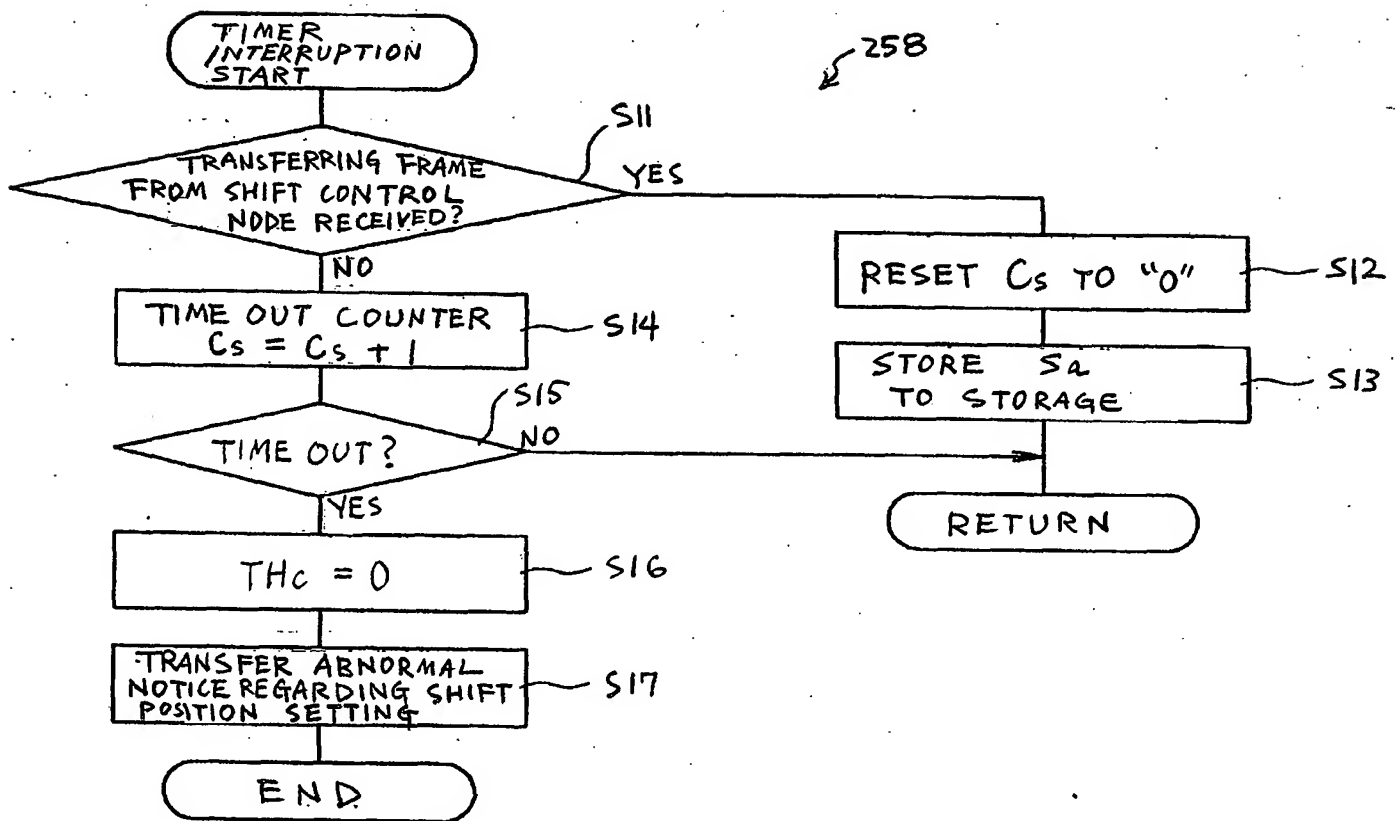 TIMER
INTERRUPTION
START
258
S11
TRANSFERRING FRAME
FROM SHIFT CONTROL
NODE RECEIVED?
YES
NO
RESET Cs TO "0"
S12
TIME OUT COUNTER
Cs = Cs + 1
S14
STORE Sa
TO STORAGE
S13
S15
TIME OUT?
NO
YES
RETURN
THc = 0
S16
TRANSFER ABNORMAL
NOTICE REGARDING SHIFT
POSITION SETTING
S17
END